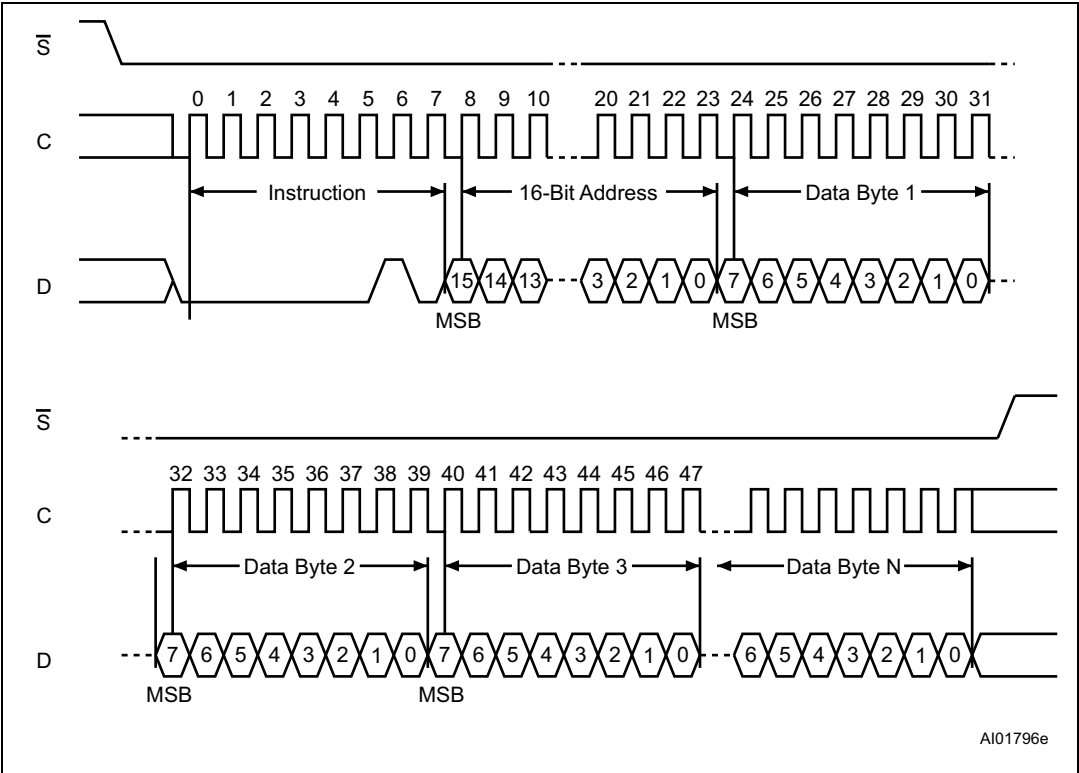 S̅
0 1 2 3 4 5 6 7 8 9 10 20 21 22 23 24 25 26 27 28 29 30 31
C
Instruction 16-Bit Address Data Byte 1
D
15 14 13 3 2 1 0 7 6 5 4 3 2 1 0
MSB MSB
S̅
32 33 34 35 36 37 38 39 40 41 42 43 44 45 46 47
C
Data Byte 2 Data Byte 3 Data Byte N
D
7 6 5 4 3 2 1 0 7 6 5 4 3 2 1 0 6 5 4 3 2 1 0
MSB MSB
AI01796e